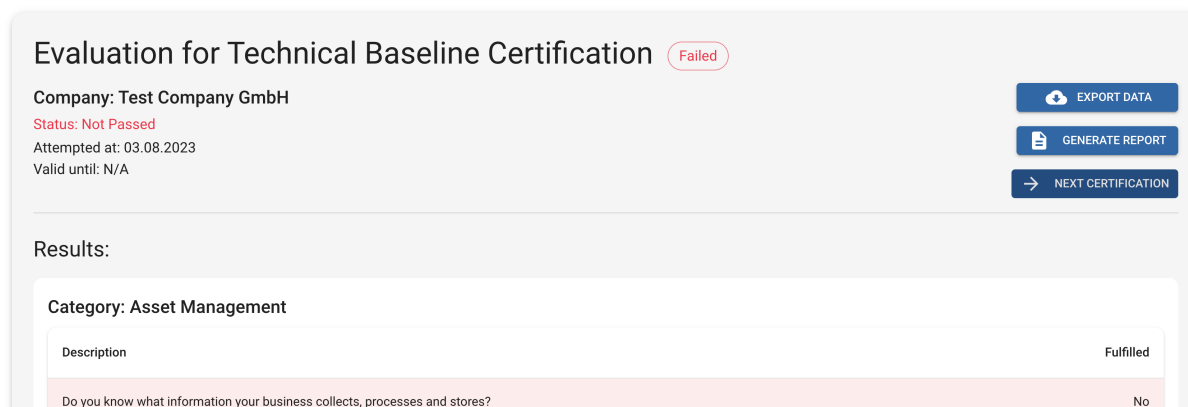 Evaluation for Technical Baseline Certification Failed
Company: Test Company GmbH
Status: Not Passed
Attempted at: 03.08.2023
Valid until: N/A
EXPORT DATA
GENERATE REPORT
NEXT CERTIFICATION
Results:
Category: Asset Management
Description Fulfilled
Do you know what information your business collects, processes and stores? No